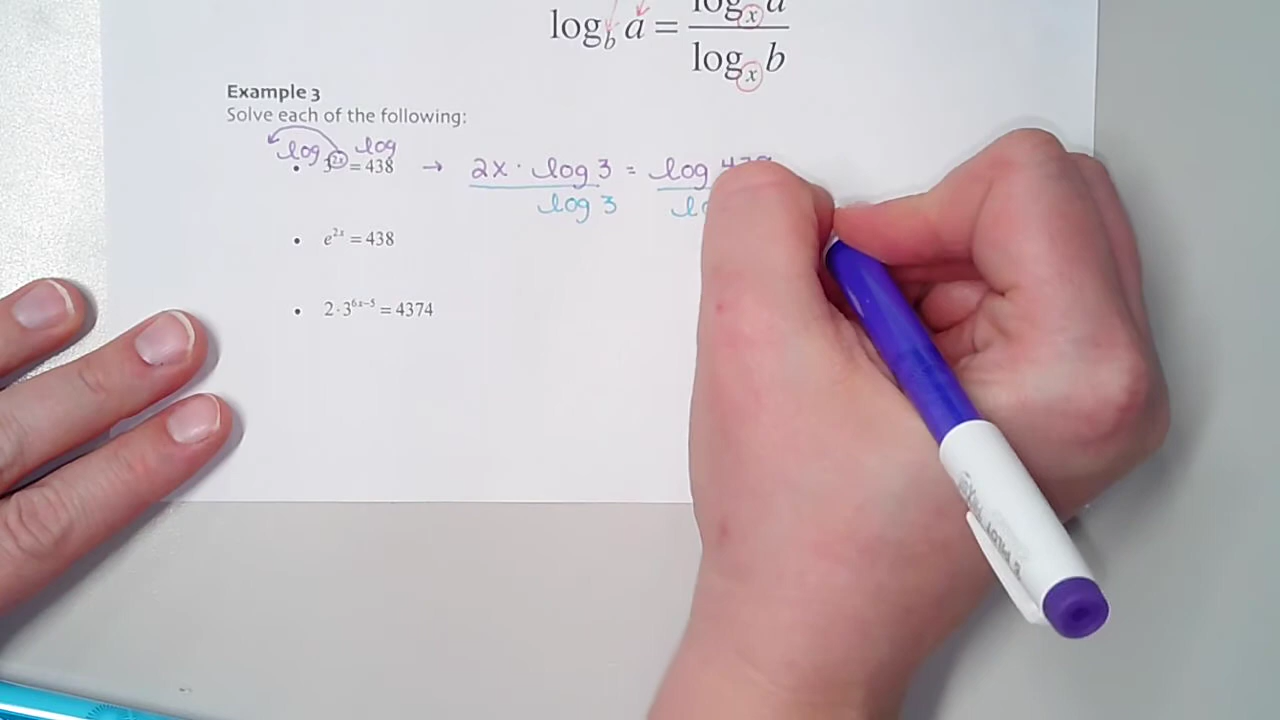 log_b a = log_x a / log_x b
Example 3
Solve each of the following:
log log
• 3^{2x} = 438 → 2x · log 3 = log 438
log 3
• e^{2x} = 438
• 2·3^{6x−5} = 4374